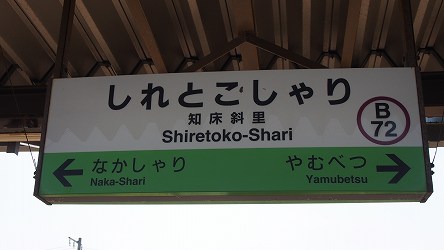 しれとこしゃり
知床斜里
Shiretoko-Shari
B
72
なかしゃり
Naka-Shari
やむべつ
Yamubetsu